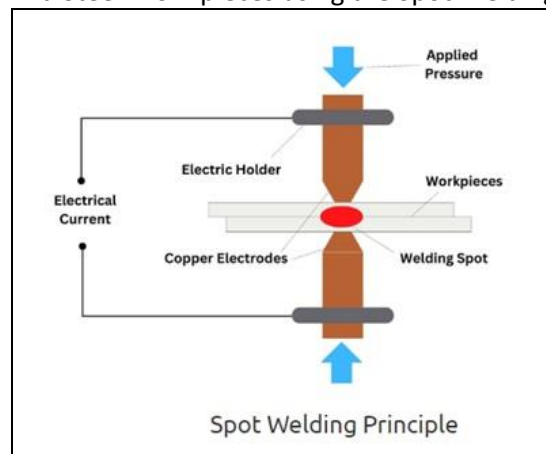 Applied
Pressure
Electric Holder
Workpieces
Electrical
Current
Copper Electrodes
Welding Spot
Spot Welding Principle